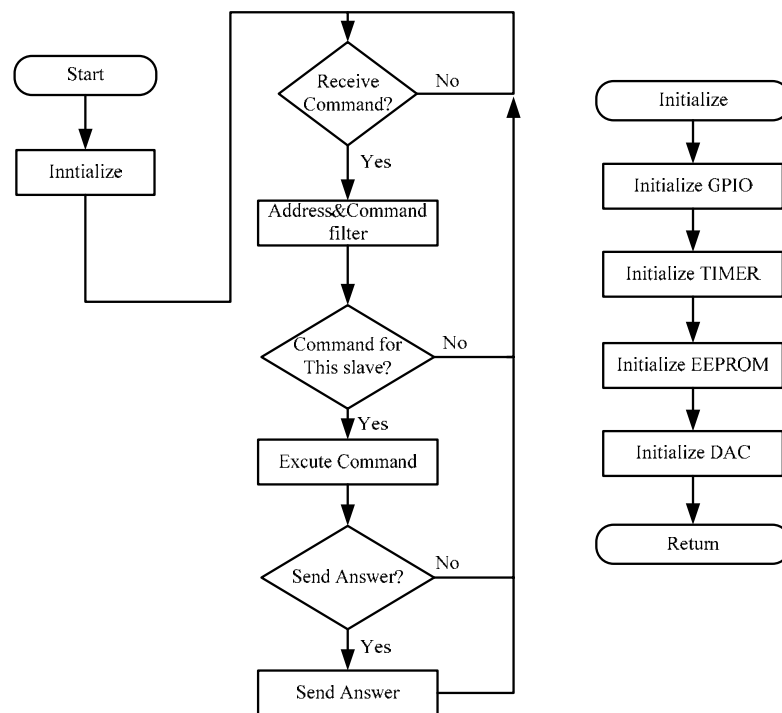 Start
Inntialize
Receive
Command?
No
Yes
Address&Command
filter
Command for
This slave?
No
Yes
Excute Command
Send Answer?
No
Yes
Send Answer
Initialize
Initialize GPIO
Initialize TIMER
Initialize EEPROM
Initialize DAC
Return